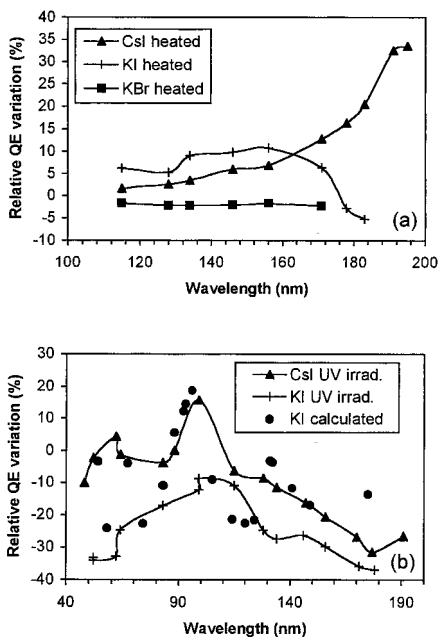 Relative QE variation (%)
40
35
30
25
20
15
10
5
0
-5
-10
CsI heated
KI heated
KBr heated
(a)
100
120
140
160
180
200
Wavelength (nm)
Relative QE variation (%)
30
20
10
0
-10
-20
-30
-40
CsI UV irrad.
KI UV irrad.
KI calculated
(b)
40
90
140
190
Wavelength (nm)